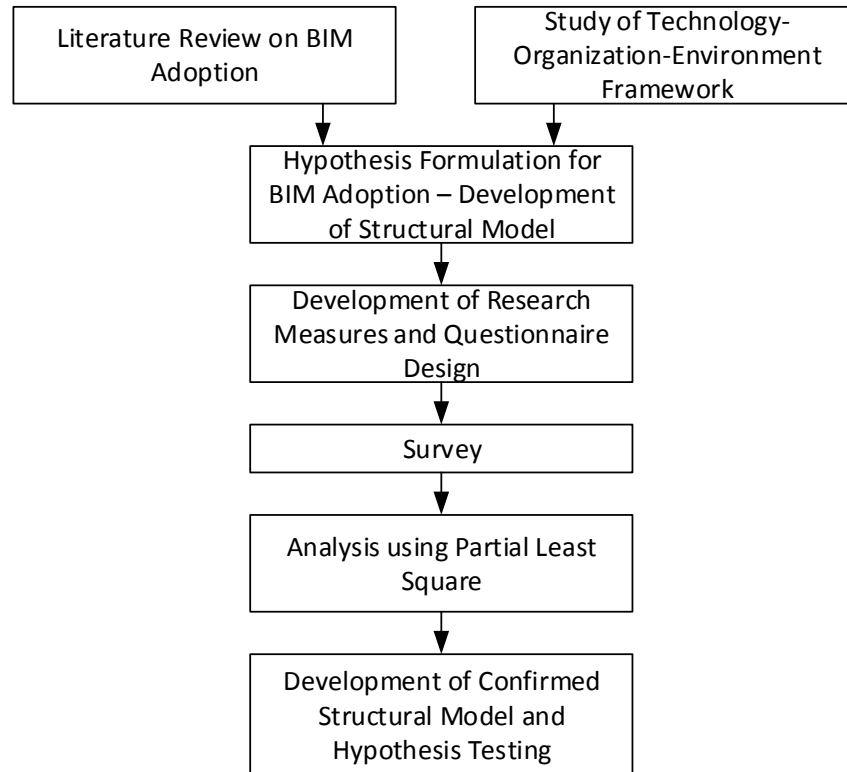 Literature Review on BIM
Adoption
Study of Technology-
Organization-Environment
Framework
Hypothesis Formulation for
BIM Adoption – Development
of Structural Model
Development of Research
Measures and Questionnaire
Design
Survey
Analysis using Partial Least
Square
Development of Confirmed
Structural Model and
Hypothesis Testing